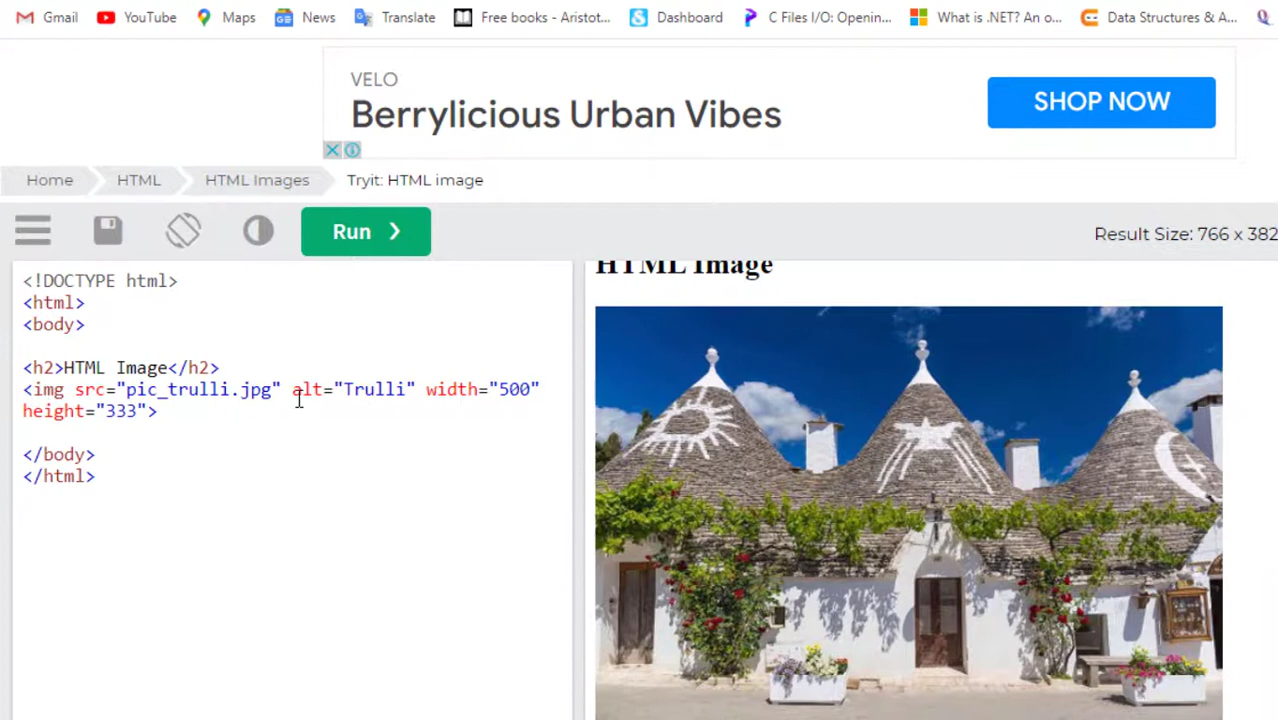 Gmail YouTube Maps News Translate Free books - Aristot... Dashboard C Files I/O: Openin... What is .NET? An o... Data Structures & A...
VELO
Berrylicious Urban Vibes
SHOP NOW
Home HTML HTML Images Tryit: HTML image
Run ❯
Result Size: 766 x 382
<!DOCTYPE html>
<html>
<body>
<h2>HTML Image</h2>
<img src="pic_trulli.jpg" alt="Trulli" width="500"
height="333">
</body>
</html>
HTML Image